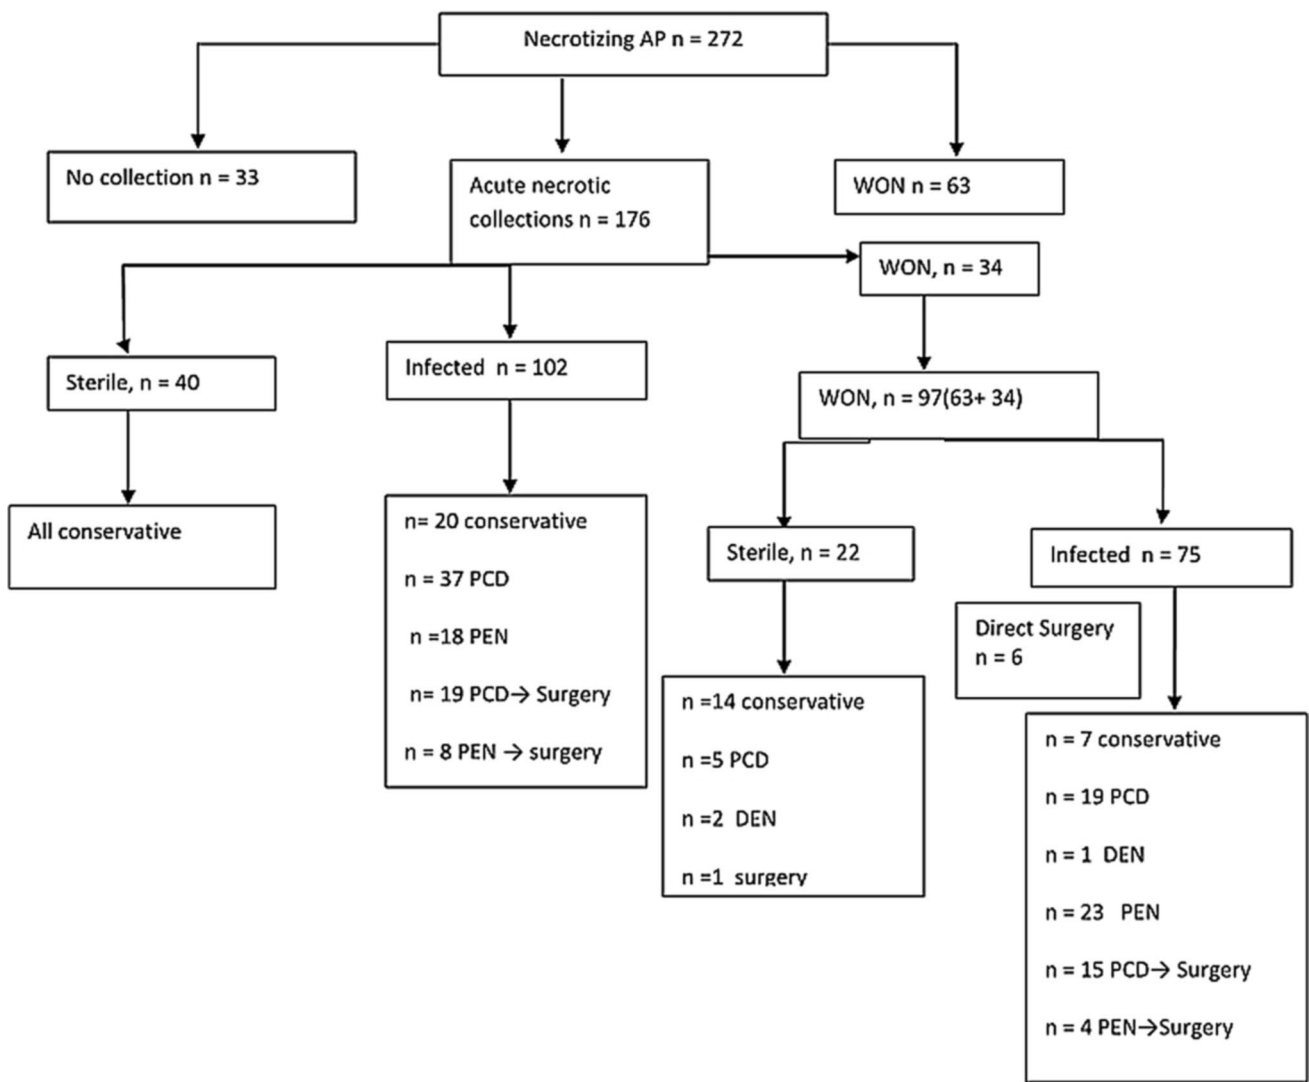 Necrotizing AP n = 272
No collection n = 33
Acute necrotic
collections n = 176
WON n = 63
WON, n = 34
Sterile, n = 40
Infected n = 102
WON, n = 97(63+ 34)
All conservative
n= 20 conservative
n = 37 PCD
n =18 PEN
n= 19 PCD→ Surgery
n = 8 PEN → surgery
Sterile, n = 22
Infected n = 75
Direct Surgery
n = 6
n =14 conservative
n =5 PCD
n =2 DEN
n =1 surgery
n = 7 conservative
n = 19 PCD
n = 1 DEN
n = 23 PEN
n = 15 PCD→ Surgery
n = 4 PEN→Surgery